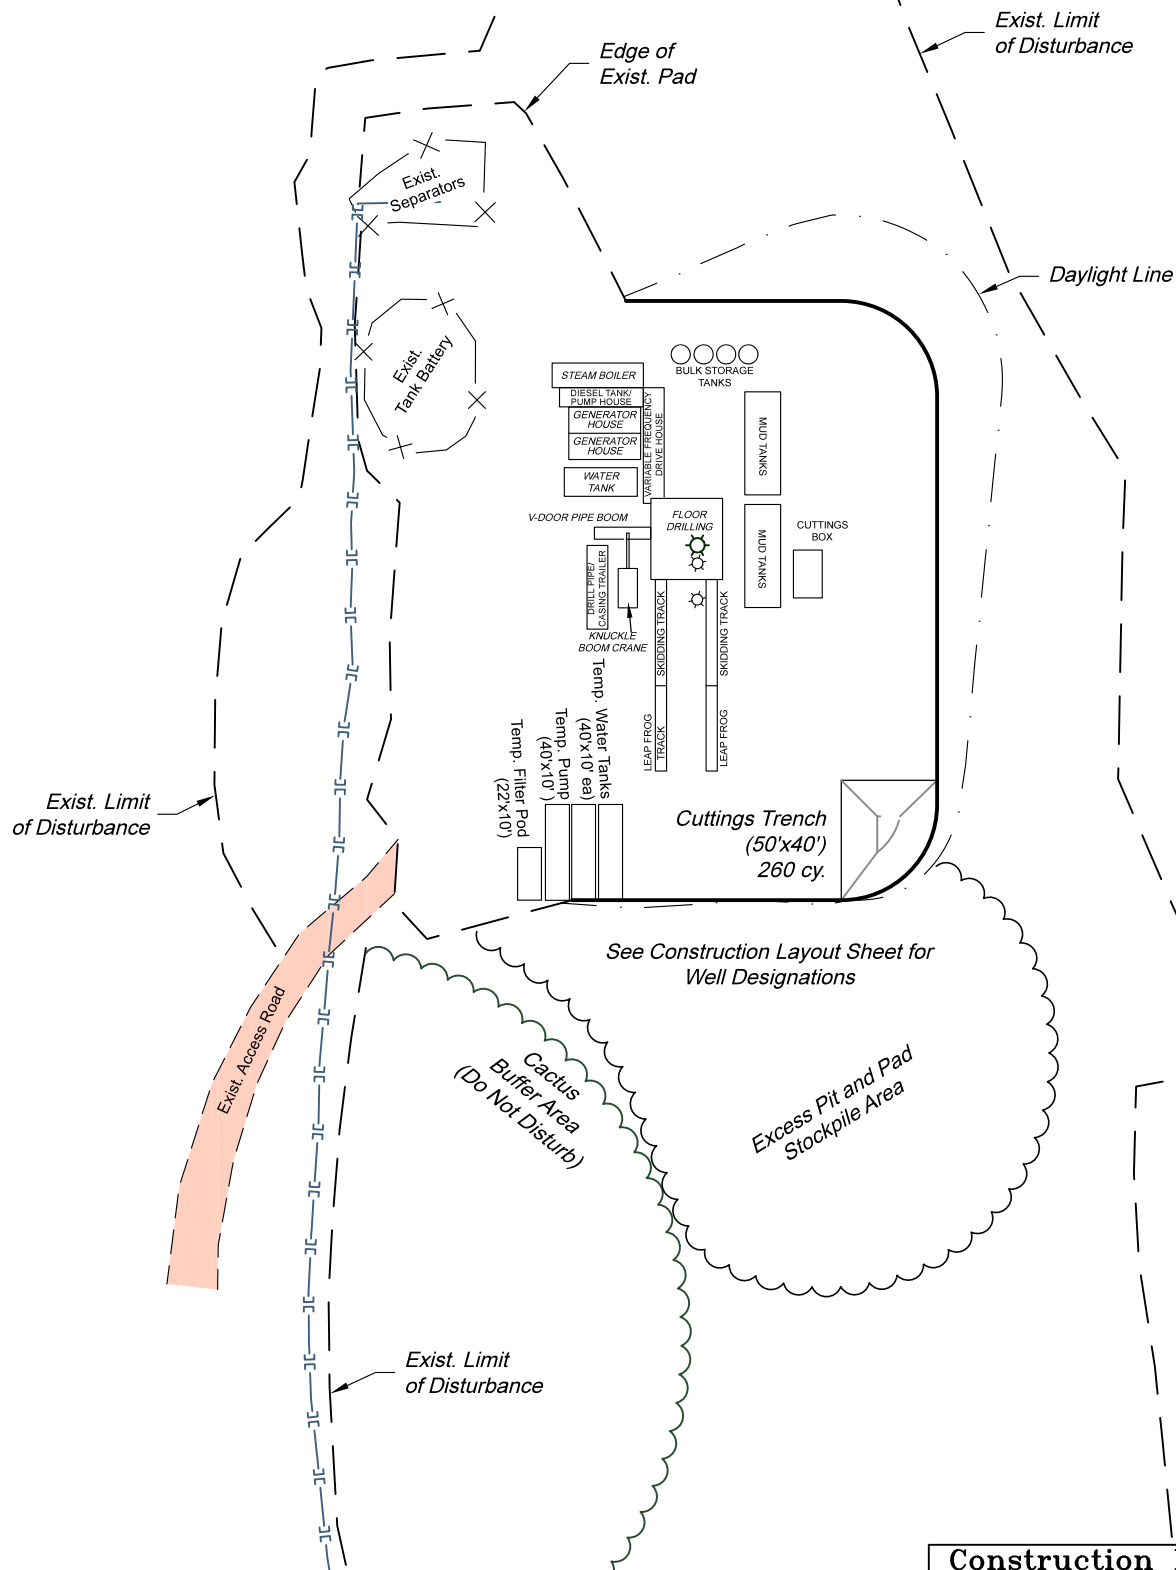 Exist. Limit
of Disturbance
Edge of
Exist. Pad
Exist.
Separators
Daylight Line
Exist.
Tank Battery
STEAM BOILER
DIESEL TANK/
PUMP HOUSE
GENERATOR
HOUSE
GENERATOR
HOUSE
VARIABLE FREQUENCY
DRIVE HOUSE
WATER
TANK
BULK STORAGE
TANKS
MUD TANKS
MUD TANKS
CUTTINGS
BOX
V-DOOR PIPE BOOM
FLOOR
DRILLING
DRILL PIPE/
CASING TRAILER
KNUCKLE
BOOM CRANE
SKIDDING TRACK
SKIDDING TRACK
LEAP FROG
TRACK
LEAP FROG
Temp. Water Tanks
(40'x10' ea)
Temp. Pump
(40'x10')
Temp. Filter Pod
(22'x10')
Cuttings Trench
(50'x40')
260 cy.
Exist. Limit
of Disturbance
See Construction Layout Sheet for
Well Designations
Exist. Access Road
Cactus
Buffer Area
(Do Not Disturb)
Excess Pit and Pad
Stockpile Area
Exist. Limit
of Disturbance
Construction